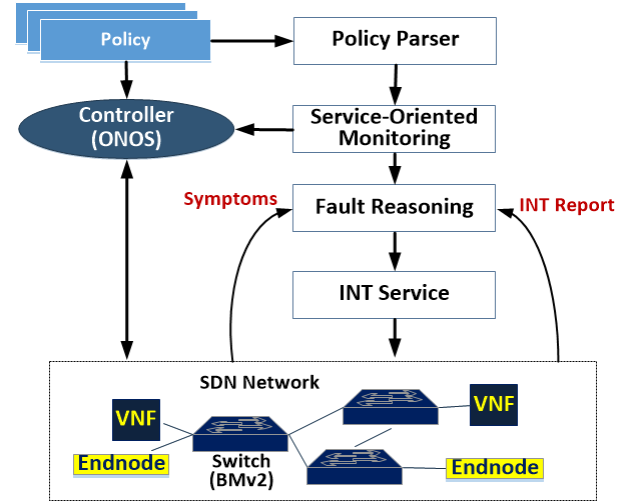 Policy
Policy Parser
Controller
(ONOS)
Service-Oriented
Monitoring
Symptoms
Fault Reasoning
INT Report
INT Service
SDN Network
VNF
VNF
Endnode
Switch
(BMv2)
Endnode